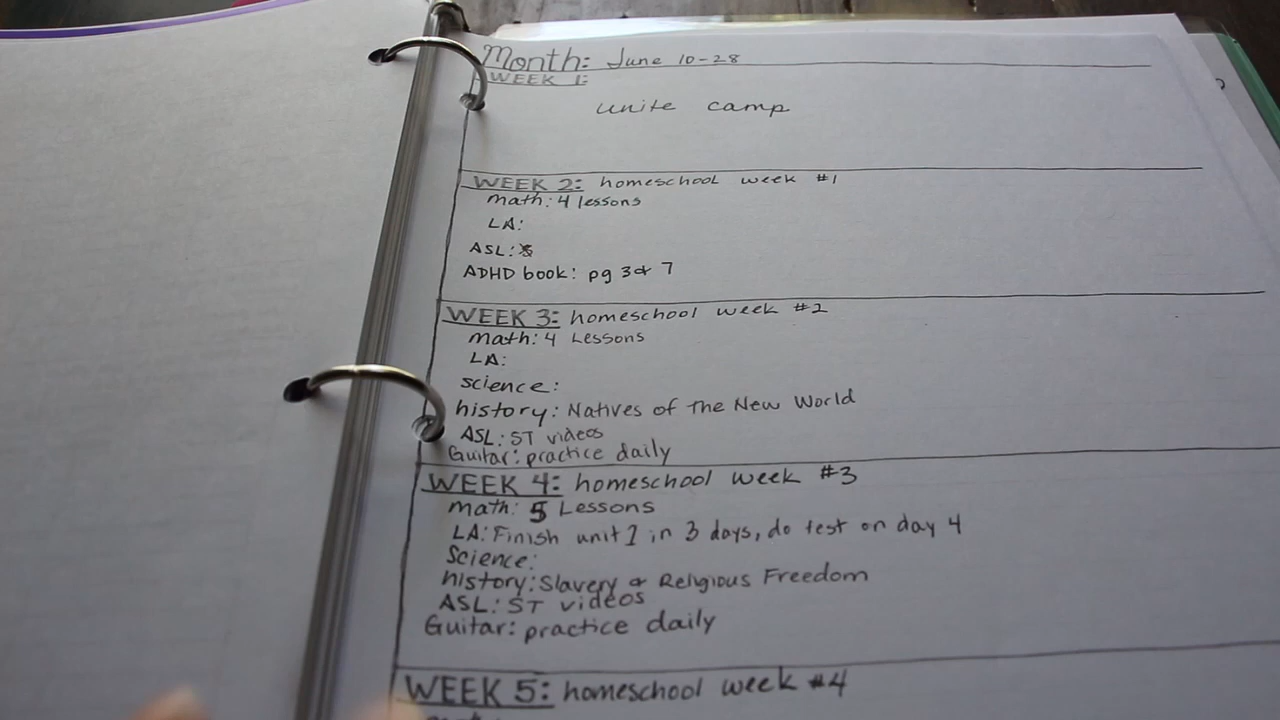 Month: June 10-28
WEEK 1:
unite camp
WEEK 2: homeschool week #1
math: 4 lessons
LA:
ASL:
ADHD book: pg 3 & 7
WEEK 3: homeschool week #2
math: 4 Lessons
LA:
science:
history: Natives of the New World
ASL: ST videos
Guitar: practice daily
WEEK 4: homeschool week #3
math: 5 Lessons
LA: Finish unit 1 in 3 days, do test on day 4
Science:
history: Slavery & Religious Freedom
ASL: ST videos
Guitar: practice daily
WEEK 5: homeschool week #4